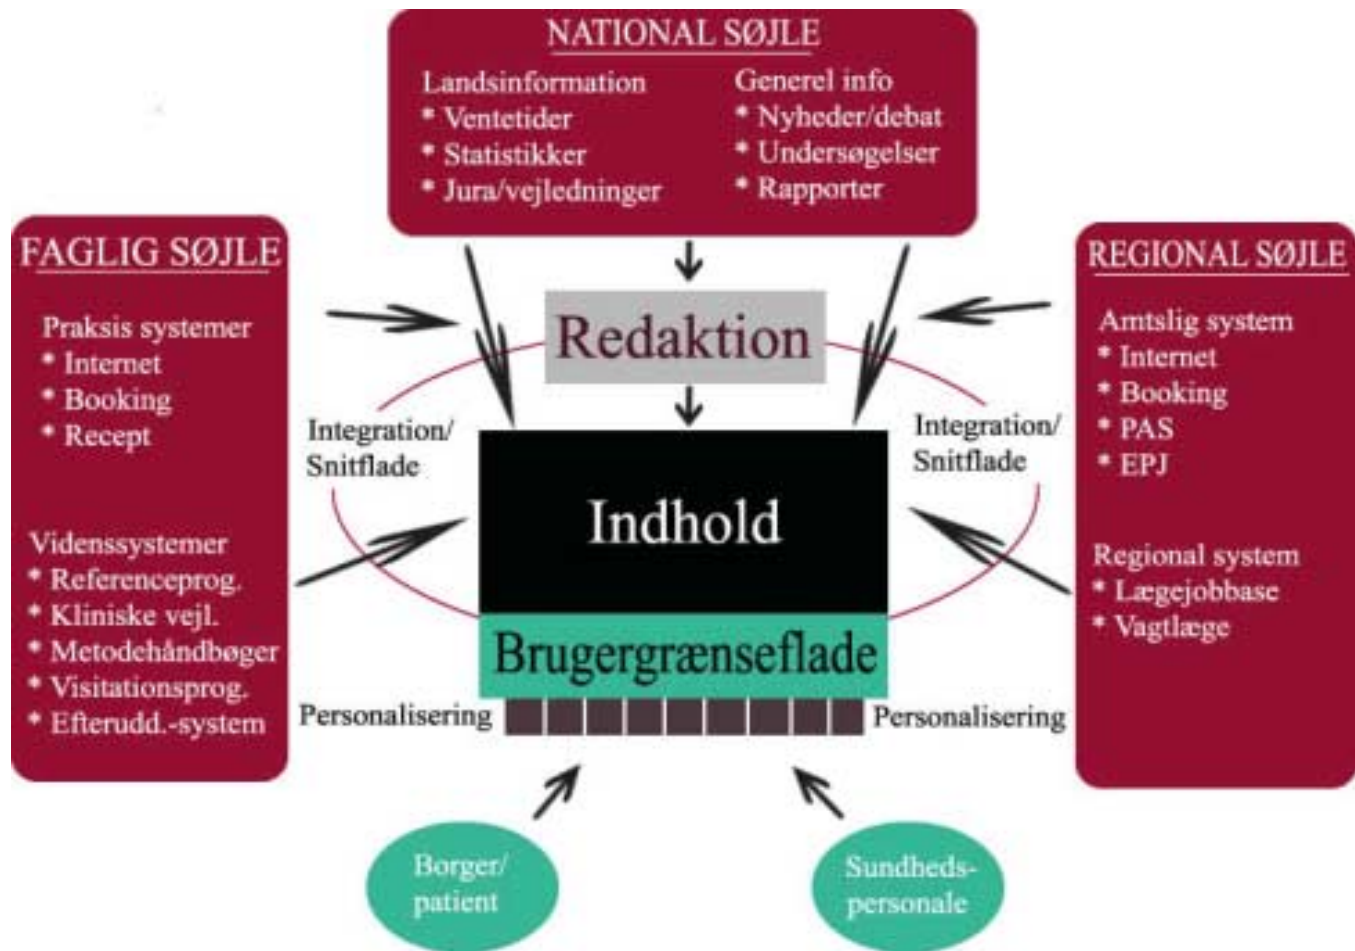 NATIONAL SØJLE
Landsinformation
* Ventetider
* Statistikker
* Jura/vejledninger
Generel info
* Nyheder/debat
* Undersøgelser
* Rapporter
FAGLIG SØJLE
Praksis systemer
* Internet
* Booking
* Recept
Videnssystemer
* Referenceprog.
* Kliniske vejl.
* Metodehåndbøger
* Visitationsprog.
* Efterudd.-system
Redaktion
Integration/
Snitflade
Indhold
Brugergrænseflade
Integration/
Snitflade
Personalisering
Personalisering
REGIONAL SØJLE
Amtslig system
* Internet
* Booking
* PAS
* EPJ
Regional system
* Lægejobbase
* Vagtlæge
Borger/
patient
Sundheds-
personale